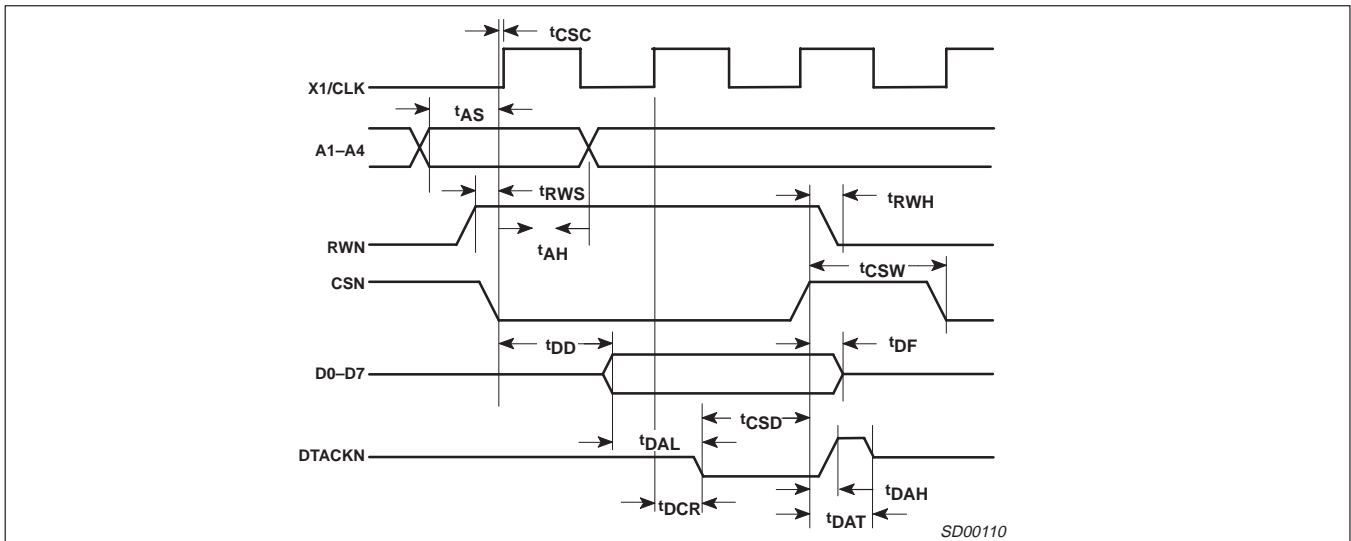 tCSC
X1/CLK
tAS
A1–A4
tRWS
tRWH
RWN
tAH
tCSW
CSN
tDD
tDF
D0–D7
tCSD
tDAL
DTACKN
tDAH
tDCR
tDAT
SD00110